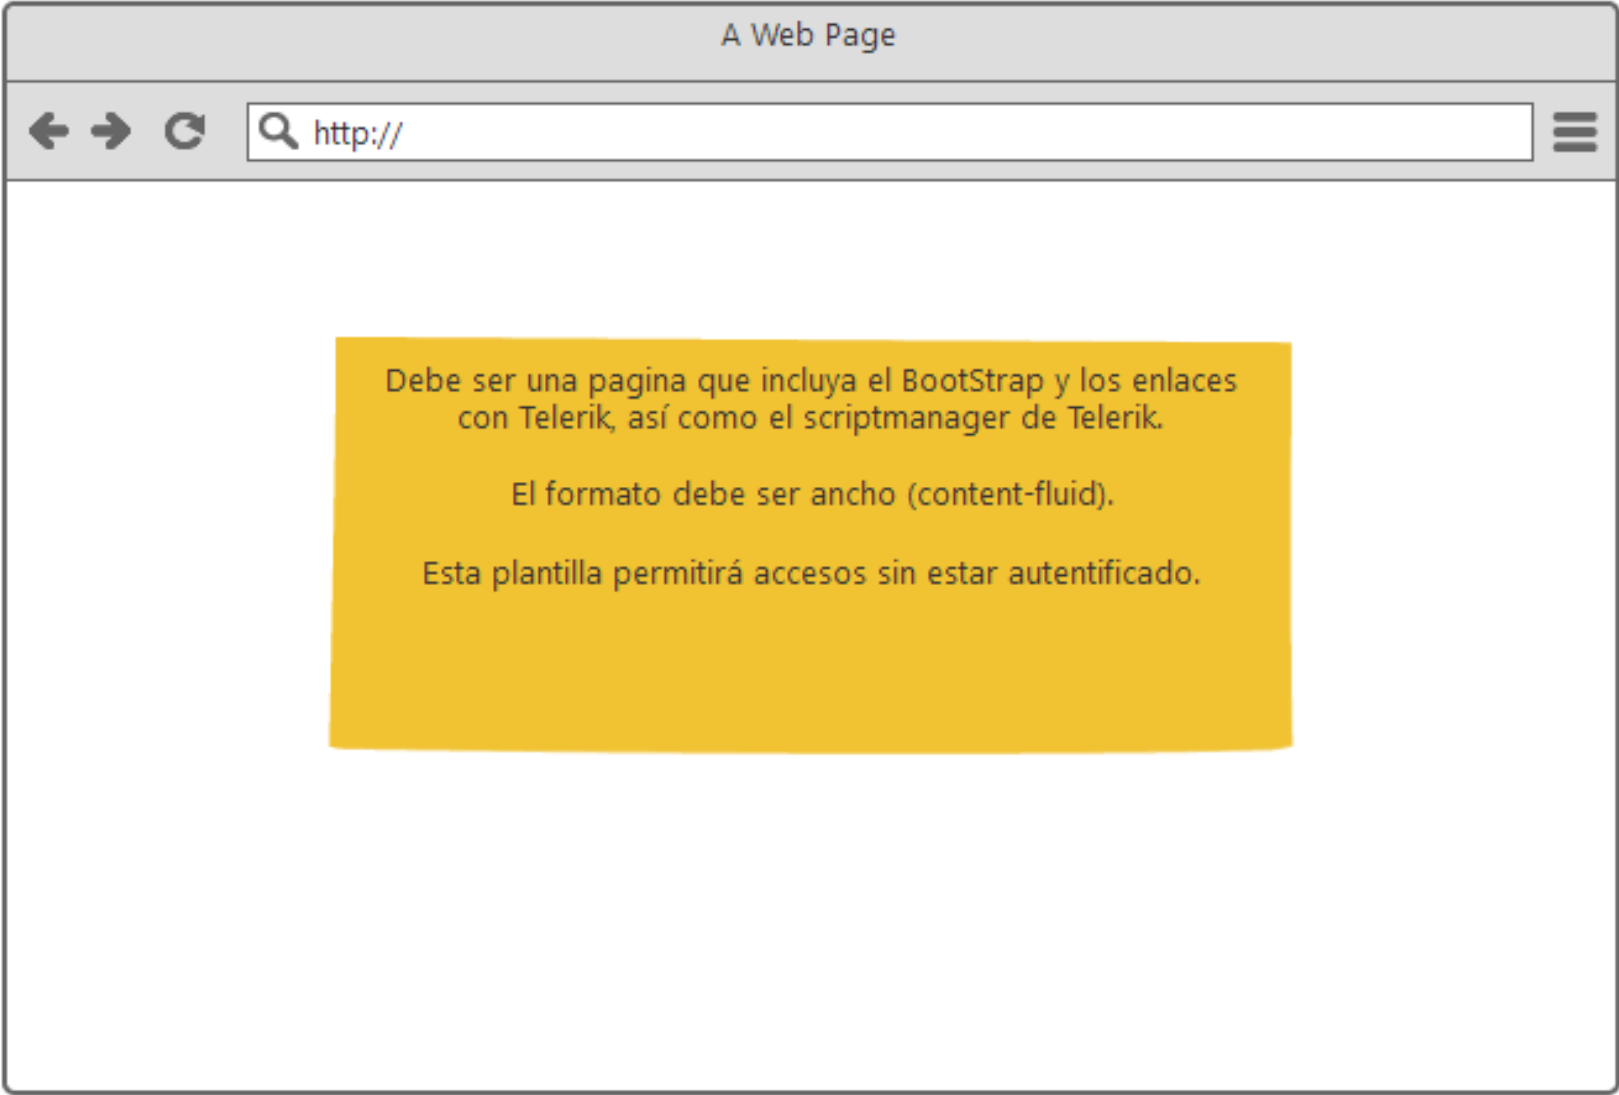 A Web Page
http://
Debe ser una pagina que incluya el BootStrap y los enlaces
con Telerik, así como el scriptmanager de Telerik.
El formato debe ser ancho (content-fluid).
Esta plantilla permitirá accesos sin estar autentificado.